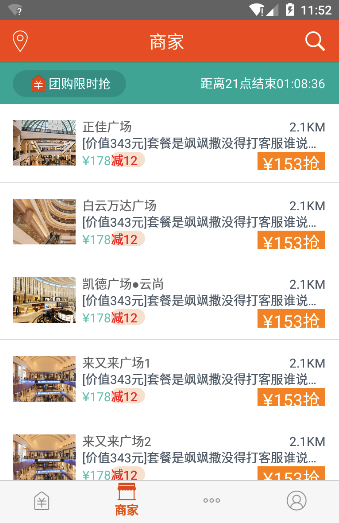 11:52
商家
团购限时抢
距离21点结束01:08:36
正佳广场
2.1KM
[价值343元]套餐是飒飒撒没得打客服谁说…
¥178减12
¥153抢
白云万达广场
2.1KM
[价值343元]套餐是飒飒撒没得打客服谁说…
¥178减12
¥153抢
凯德广场●云尚
2.1KM
[价值343元]套餐是飒飒撒没得打客服谁说…
¥178减12
¥153抢
来又来广场1
2.1KM
[价值343元]套餐是飒飒撒没得打客服谁说…
¥178减12
¥153抢
来又来广场2
2.1KM
[价值343元]套餐是飒飒撒没得打客服谁说…
¥178减12
¥153抢
商家